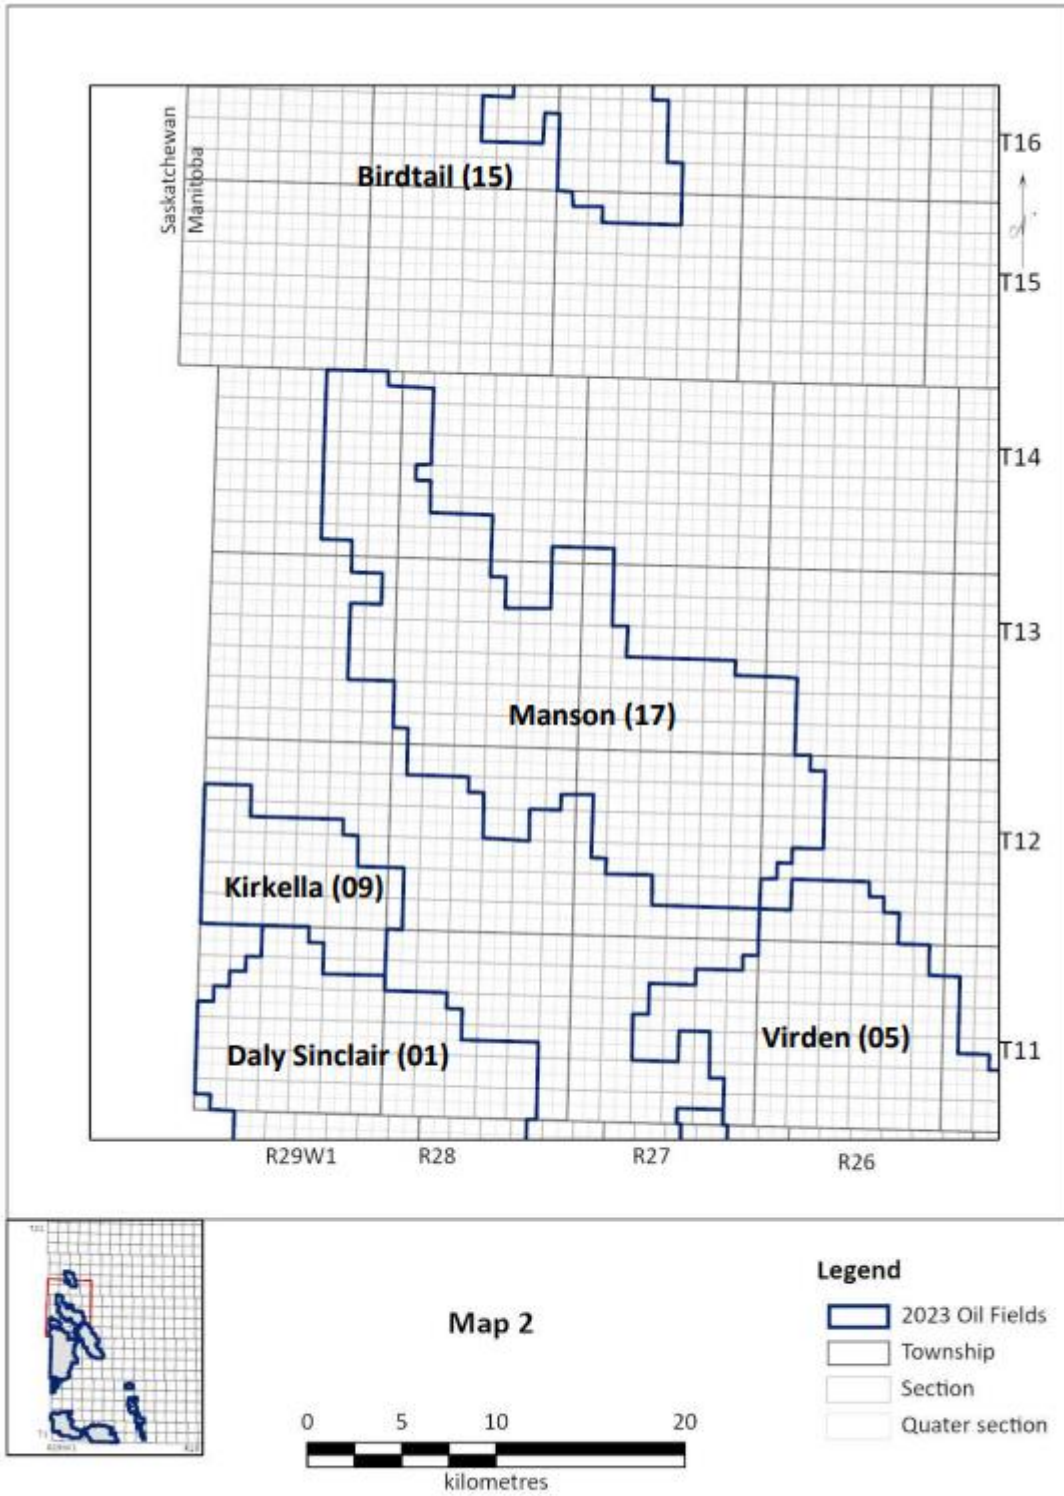 Saskatchewan
Manitoba
Birdtail (15)
T16
T15
T14
T13
Manson (17)
T12
Kirkella (09)
Daly Sinclair (01)
Virden (05)
T11
R29W1
R28
R27
R26
Map 2
0 5 10 20
kilometres
Legend
2023 Oil Fields
Township
Section
Quater section